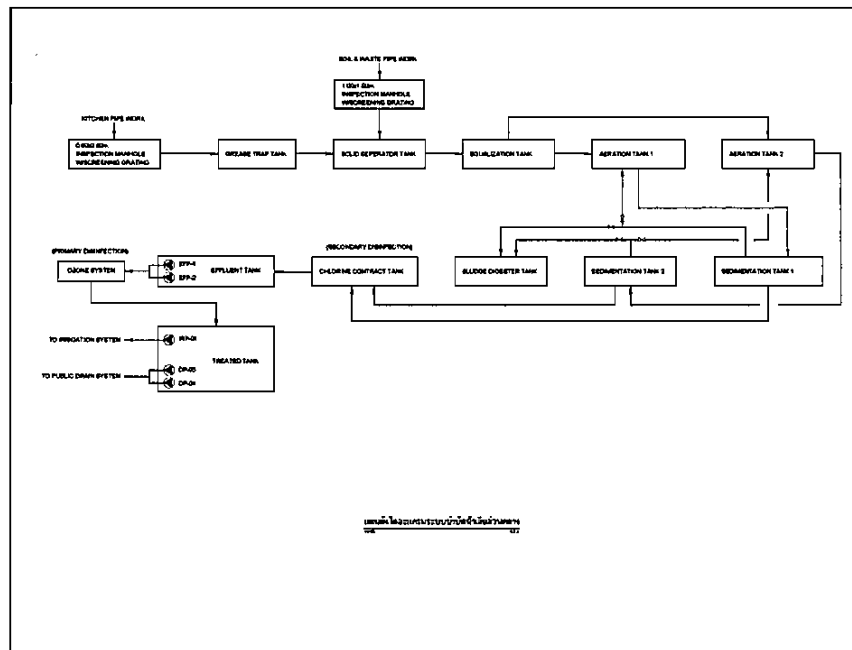 SOIL & WASTE PIPE WORK
INSPECTION MANHOLE
W/SCREENING GRATING
KITCHEN PIPE WORK
INSPECTION MANHOLE
W/SCREENING GRATING
GREASE TRAP TANK
SOLID SEPERATOR TANK
EQUALIZATION TANK
AERATION TANK 1
AERATION TANK 2
(PRIMARY DISINFECTION)
OZONE SYSTEM
EFP-2
EFFLUENT TANK
(SECONDARY DISINFECTION)
CHLORINE CONTRACT TANK
SLUDGE DIGESTER TANK
SEDIMENTATION TANK 2
SEDIMENTATION TANK 1
TO IRRIGATION SYSTEM
TREATED TANK
TO PUBLIC DRAIN SYSTEM